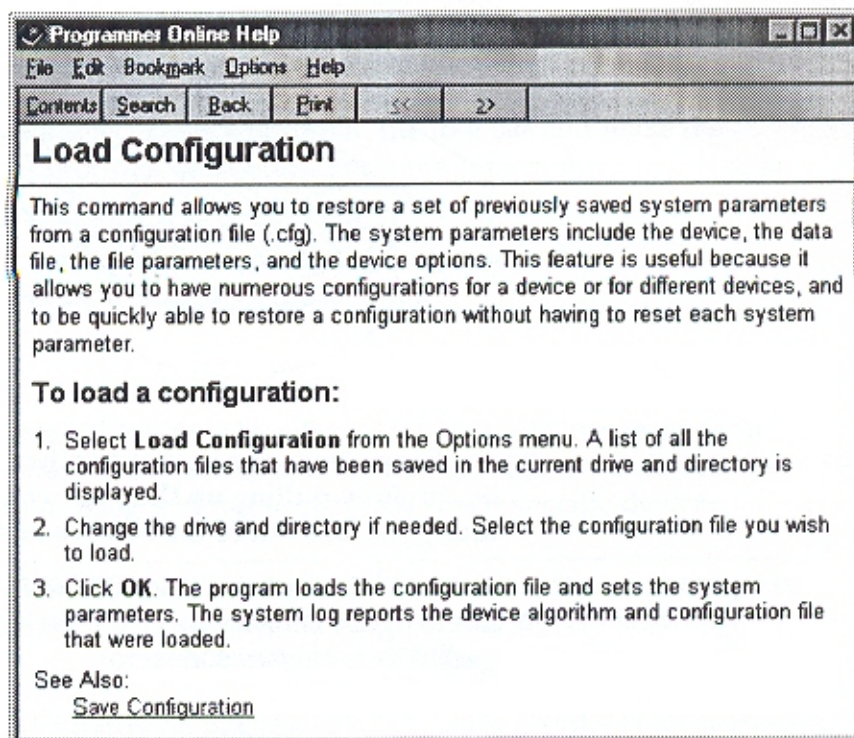 Programmer Online Help
File Edit Bookmark Options Help
Contents Search Back Print << >>
Load Configuration
This command allows you to restore a set of previously saved system parameters
from a configuration file (.cfg). The system parameters include the device, the data
file, the file parameters, and the device options. This feature is useful because it
allows you to have numerous configurations for a device or for different devices, and
to be quickly able to restore a configuration without having to reset each system
parameter.
To load a configuration:
1. Select Load Configuration from the Options menu. A list of all the
configuration files that have been saved in the current drive and directory is
displayed.
2. Change the drive and directory if needed. Select the configuration file you wish
to load.
3. Click OK. The program loads the configuration file and sets the system
parameters. The system log reports the device algorithm and configuration file
that were loaded.
See Also:
Save Configuration